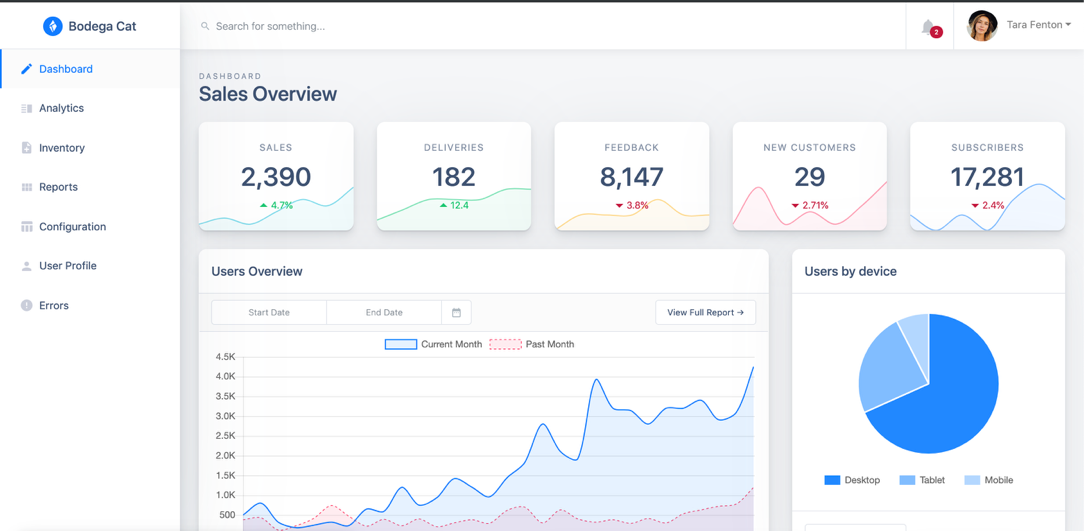 Bodega Cat
Search for something...
2
Tara Fenton
Dashboard
Analytics
Inventory
Reports
Configuration
User Profile
Errors
DASHBOARD
Sales Overview
SALES
2,390
4.7%
DELIVERIES
182
12.4
FEEDBACK
8,147
3.8%
NEW CUSTOMERS
29
2.71%
SUBSCRIBERS
17,281
2.4%
Users Overview
Start Date
End Date
View Full Report →
Current Month
Past Month
4.5K
4.0K
3.5K
3.0K
2.5K
2.0K
1.5K
1.0K
500
Users by device
Desktop
Tablet
Mobile